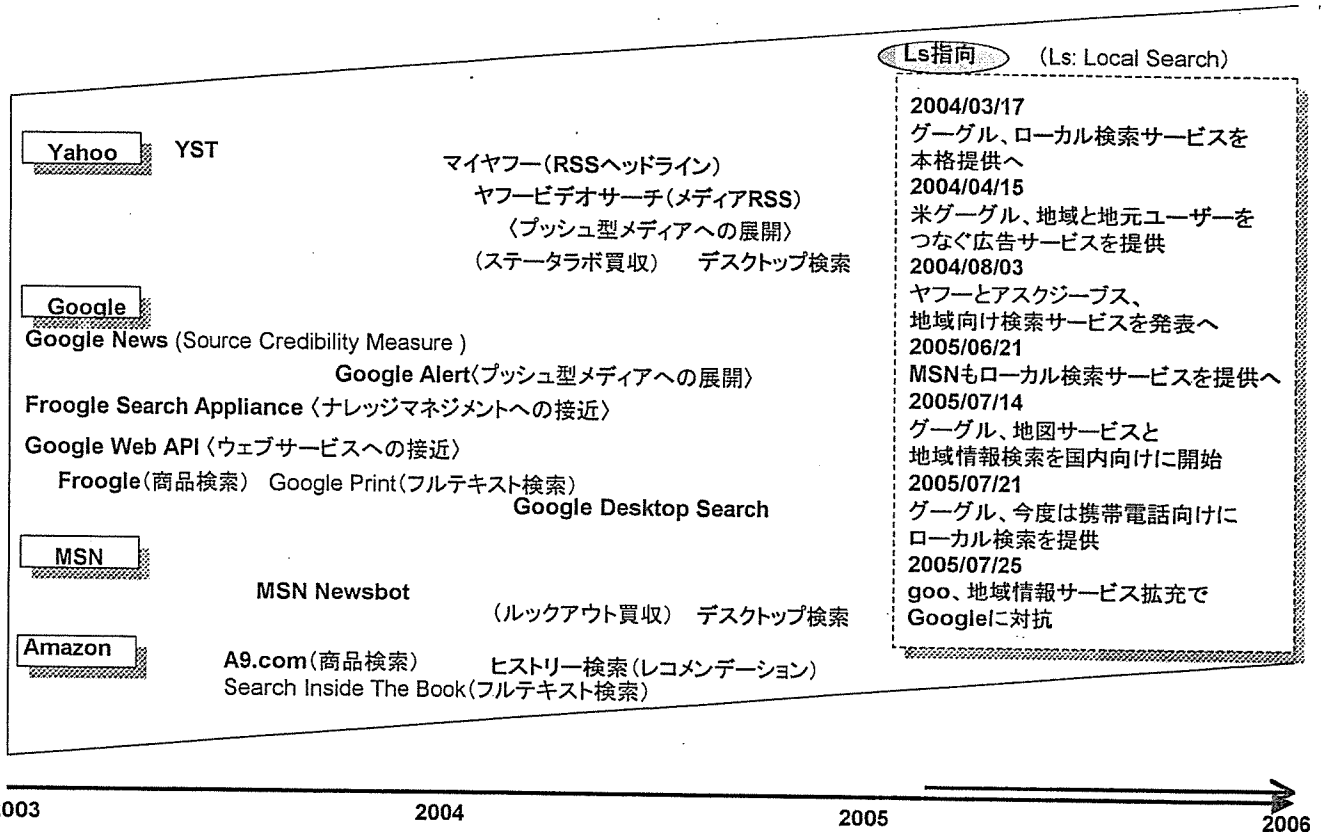 Ls指向 (Ls: Local Search)
Yahoo YST
マイヤフー(RSSヘッドライン)
ヤフービデオサーチ(メディアRSS)
〈プッシュ型メディアへの展開〉
(ステータラボ買収) デスクトップ検索
Google
Google News (Source Credibility Measure )
Google Alert〈プッシュ型メディアへの展開〉
Froogle Search Appliance 〈ナレッジマネジメントへの接近〉
Google Web API 〈ウェブサービスへの接近〉
Froogle(商品検索) Google Print(フルテキスト検索)
Google Desktop Search
MSN
MSN Newsbot
(ルックアウト買収) デスクトップ検索
Amazon
A9.com(商品検索) ヒストリー検索(レコメンデーション)
Search Inside The Book(フルテキスト検索)
2004/03/17
グーグル、ローカル検索サービスを
本格提供へ
2004/04/15
米グーグル、地域と地元ユーザーを
つなぐ広告サービスを提供
2004/08/03
ヤフーとアスクジーブス、
地域向け検索サービスを発表へ
2005/06/21
MSNもローカル検索サービスを提供へ
2005/07/14
グーグル、地図サービスと
地域情報検索を国内向けに開始
2005/07/21
グーグル、今度は携帯電話向けに
ローカル検索を提供
2005/07/25
goo、地域情報サービス拡充で
Googleに対抗
2003 2004 2005 2006